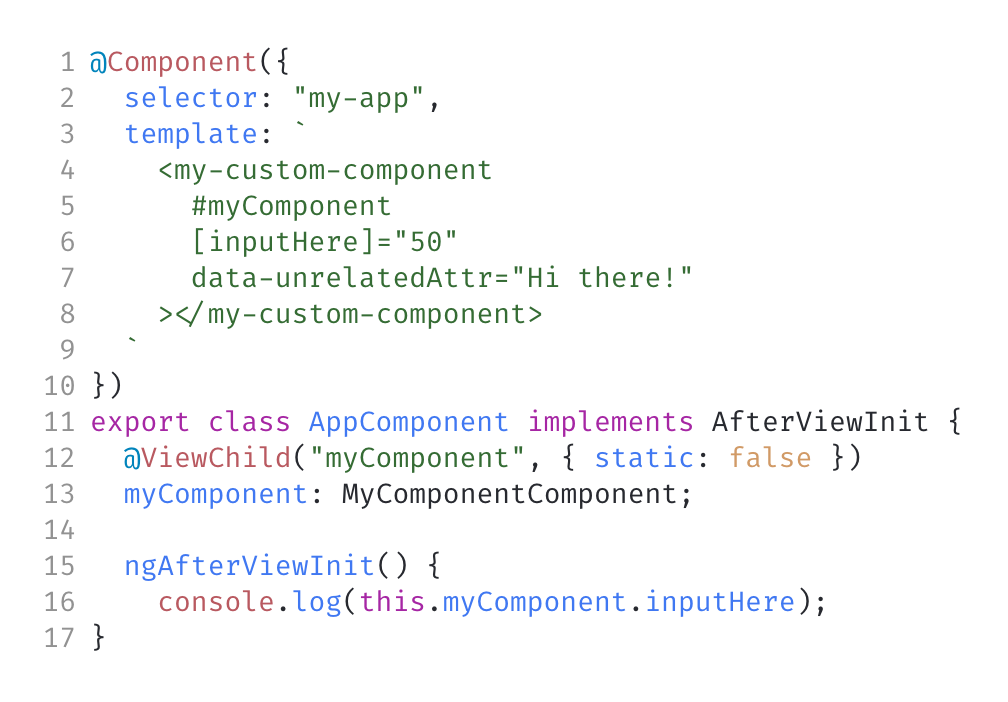 1 @Component({
2   selector: "my-app",
3   template: `
4     <my-custom-component
5       #myComponent
6       [inputHere]="50"
7       data-unrelatedAttr="Hi there!"
8     ></my-custom-component>
9   `
10 })
11 export class AppComponent implements AfterViewInit {
12   @ViewChild("myComponent", { static: false })
13   myComponent: MyComponentComponent;
14
15   ngAfterViewInit() {
16     console.log(this.myComponent.inputHere);
17 }